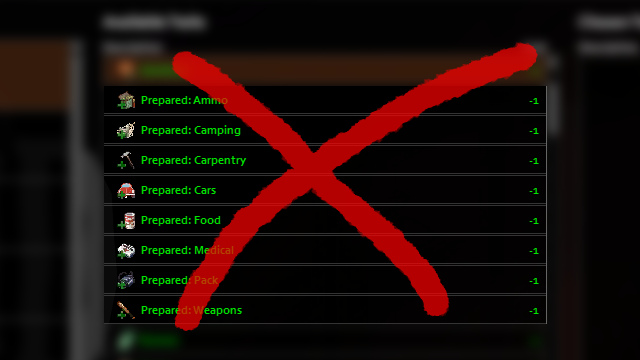 Available Traits
Description
Prepared: Ammo -1
Prepared: Camping -1
Prepared: Carpentry -1
Prepared: Cars -1
Prepared: Food -1
Prepared: Medical -1
Prepared: Pack -1
Prepared: Weapons -1